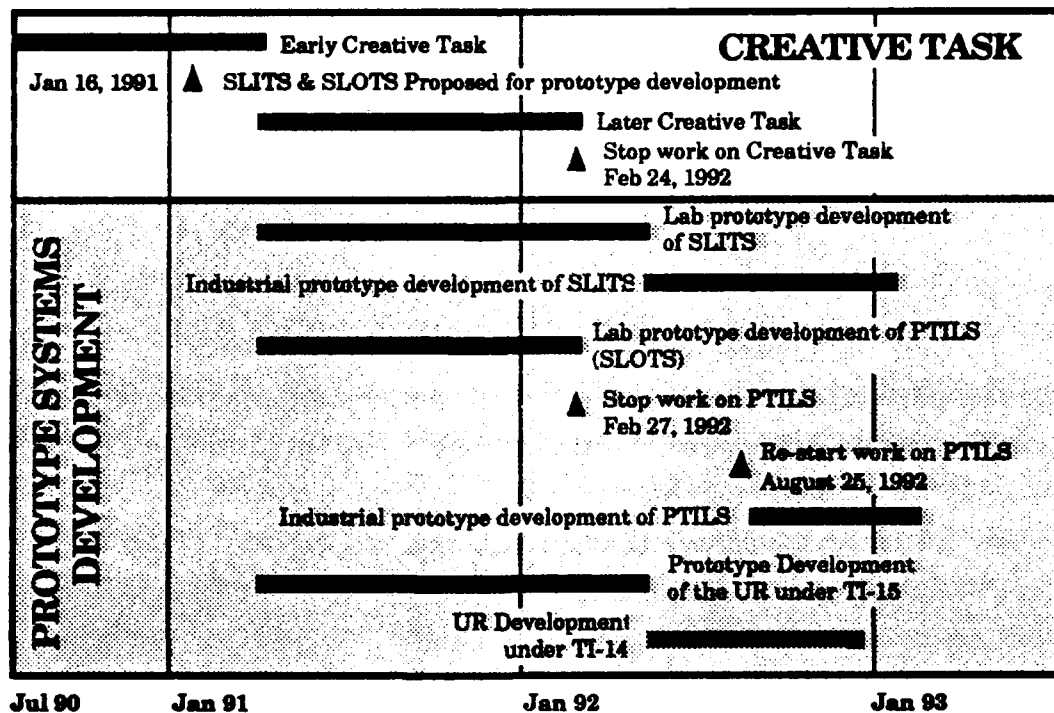 Early Creative Task
CREATIVE TASK
Jan 16, 1991
SLITS & SLOTS Proposed for prototype development
Later Creative Task
Stop work on Creative Task
Feb 24, 1992
PROTOTYPE SYSTEMS
DEVELOPMENT
Lab prototype development
of SLITS
Industrial prototype development of SLITS
Lab prototype development of PTILS
(SLOTS)
Stop work on PTILS
Feb 27, 1992
Re-start work on PTILS
August 25, 1992
Industrial prototype development of PTILS
Prototype Development
of the UR under TI-15
UR Development
under TI-14
Jul 90
Jan 91
Jan 92
Jan 93